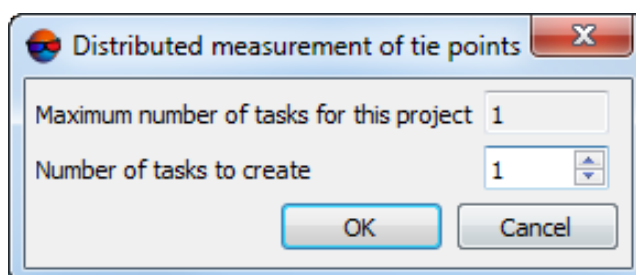 Distributed measurement of tie points
Maximum number of tasks for this project 1
Number of tasks to create 1
OK Cancel